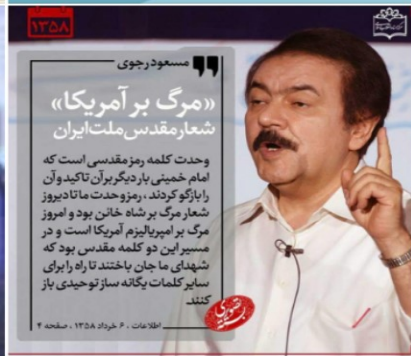 ۱۳۵۸
مسعود رجوی
«مرگ بر آمریکا»
شعار مقدس ملت ایران
وحدت کلمه رمز مقدسی است که
امام خمینی بار دیگر بر آن تاکید و آن
را بازگو کردند، رمز وحدت ما تا دیروز
شعار مرگ بر شاه خائن بود و امروز
مرگ بر امپریالیزم آمریکا است و در
مسیر این دو کلمه مقدس بود که
شهدای ما جان باختند تا راه را برای
سایر کلمات یگانه ساز توحیدی باز
کنند.
اطلاعات ، ۶ خرداد ۱۳۵۸ ، صفحه ۴
بسته تصویری